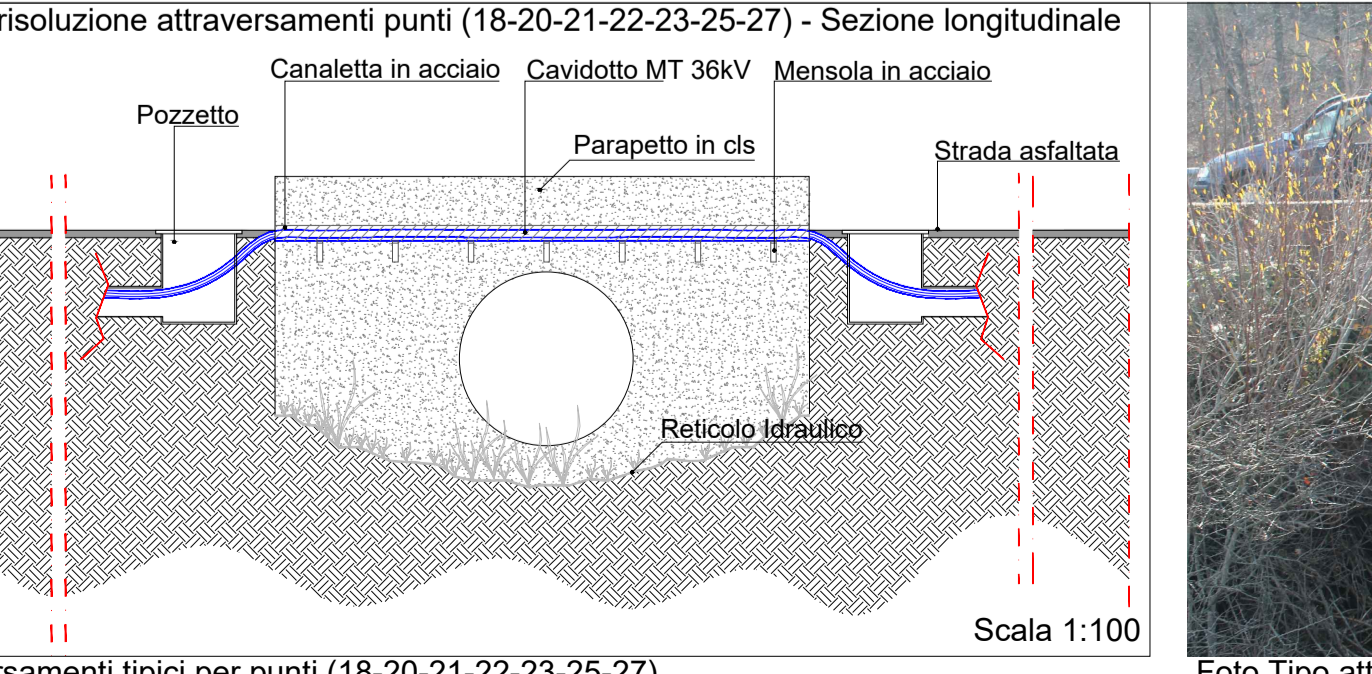 risoluzione attraversamenti punti (18-20-21-22-23-25-27) - Sezione longitudinale
Canaletta in acciaio
Cavidotto MT 36kV
Mensola in acciaio
Pozzetto
Parapetto in cls
Strada asfaltata
Reticolo Idraulico
Scala 1:100
rsamenti tipici per punti (18-20-21-22-23-25-27)
Foto Tipo att